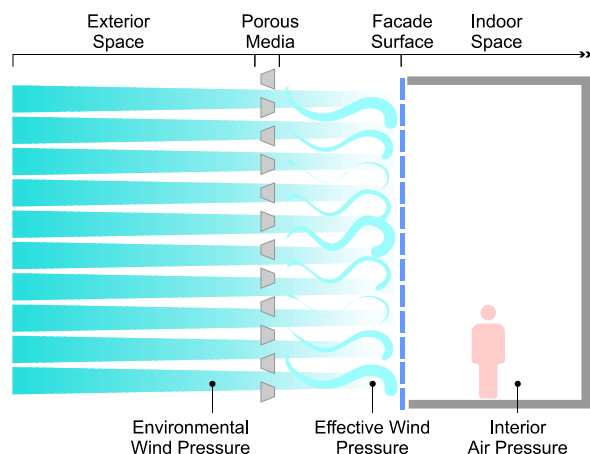 Exterior
Space
Porous
Media
Facade
Surface
Indoor
Space
Environmental
Wind Pressure
Effective Wind
Pressure
Interior
Air Pressure